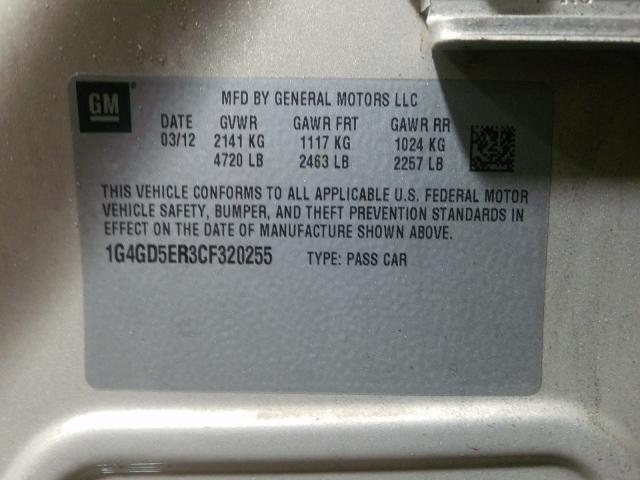 GM
MFD BY GENERAL MOTORS LLC
DATE GVWR GAWR FRT GAWR RR
03/12 2141 KG 1117 KG 1024 KG
4720 LB 2463 LB 2257 LB
THIS VEHICLE CONFORMS TO ALL APPLICABLE U.S. FEDERAL MOTOR
VEHICLE SAFETY, BUMPER, AND THEFT PREVENTION STANDARDS IN
EFFECT ON THE DATE OF MANUFACTURE SHOWN ABOVE.
1G4GD5ER3CF320255 TYPE: PASS CAR